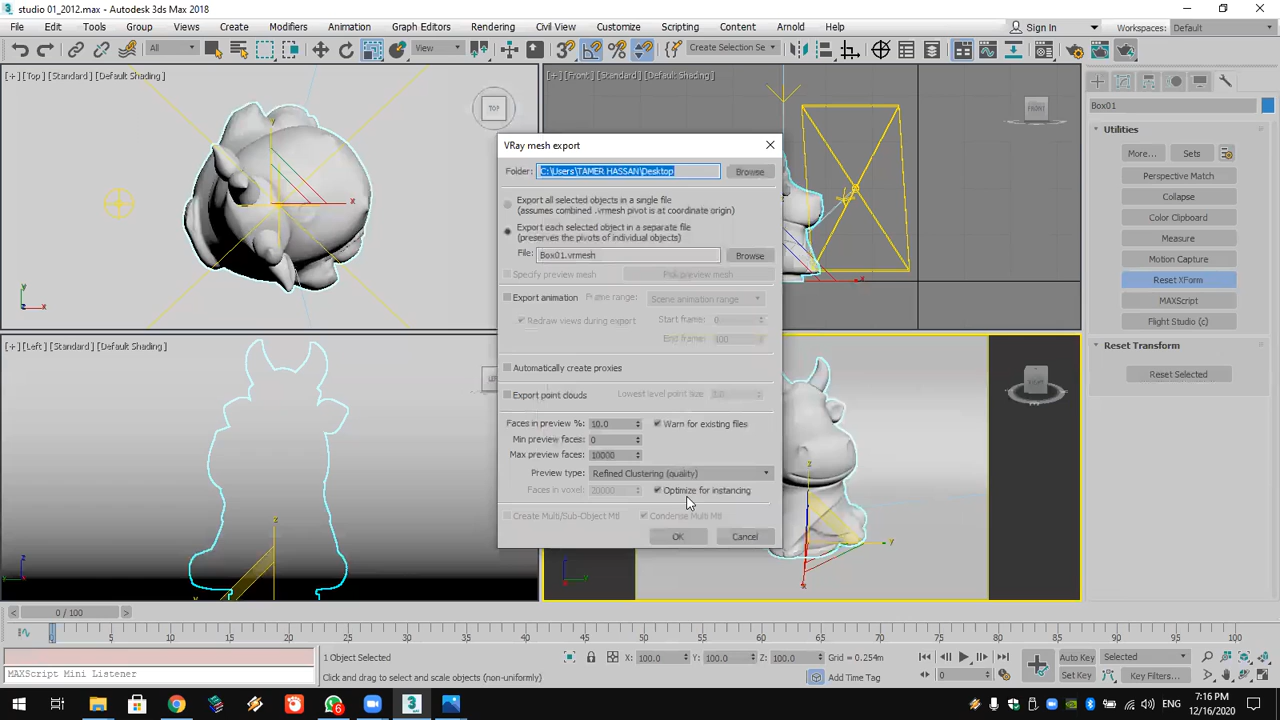 studio 01_2012.max - Autodesk 3ds Max 2018
File Edit Tools Group Views Create Modifiers Animation Graph Editors Rendering Civil View Customize Scripting Content Arnold Help
Sign In
Workspaces: Default
All
View
Create Selection Se
[+] [Top] [Standard] [Default Shading]
[+] [Front] [Standard] [Default Shading]
TOP
FRONT
Box01
Utilities
More... Sets
Perspective Match
Collapse
Color Clipboard
Measure
Motion Capture
Reset XForm
MAXScript
Flight Studio (c)
Reset Transform
Reset Selected
VRay mesh export
Folder: C:\Users\TAMER HASSAN\Desktop Browse
Export all selected objects in a single file
(assumes combined .vrmesh pivot is at coordinate origin)
Export each selected object in a separate file
(preserves the pivots of individual objects)
File: Box01.vrmesh Browse
Specify preview mesh Pick preview mesh
Export animation Frame range: Scene animation range
Redraw views during export Start frame: 0
End frame: 100
Automatically create proxies
Export point clouds Lowest level point size
Faces in preview %: 10.0 Warn for existing files
Min preview faces: 0
Max preview faces: 10000
Preview type: Refined Clustering (quality)
Faces in voxel: 20000 Optimize for instancing
Create Multi/Sub-Object Mtl Condense Multi Mtl
OK Cancel
[+] [Left] [Standard] [Default Shading]
x
y
z
0 / 100
0 5 10 15 20 25 30 35 40 45 50 55 60 65 70 75 80 85 90 95 100
1 Object Selected
X: 100.0 Y: 100.0 Z: 100.0 Grid = 0.254m
Auto Key Selected
MAXScript Mini Listener
Click and drag to select and scale objects (non-uniformly)
Add Time Tag
0
Set Key Key Filters...
6
3
MAX
ENG
7:16 PM
12/16/2020